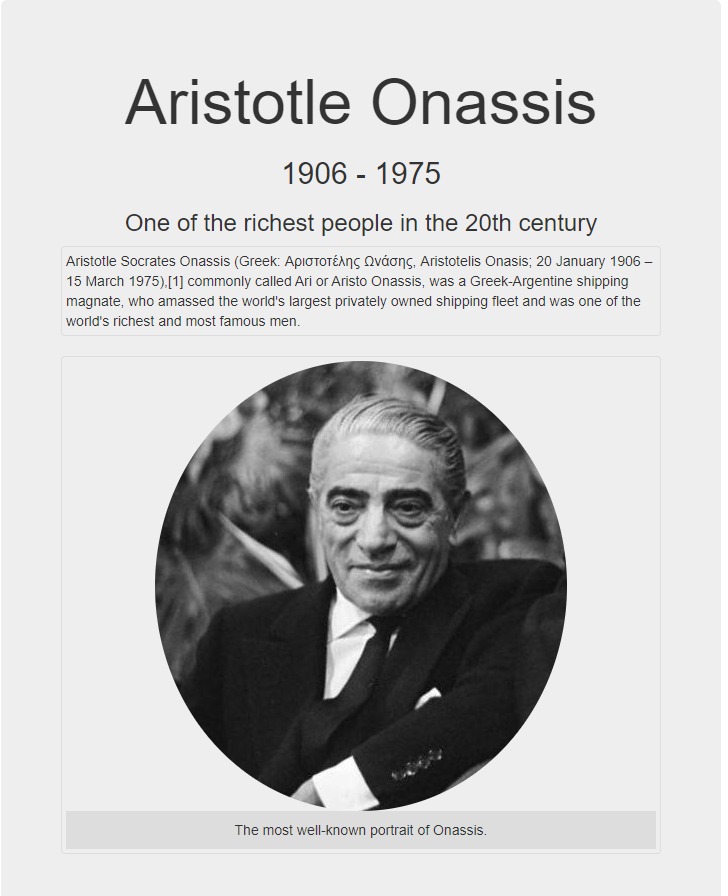 Aristotle Onassis
1906 - 1975
One of the richest people in the 20th century
Aristotle Socrates Onassis (Greek: Αριστοτέλης Ωνάσης, Aristotelis Onasis; 20 January 1906 –
15 March 1975),[1] commonly called Ari or Aristo Onassis, was a Greek-Argentine shipping
magnate, who amassed the world's largest privately owned shipping fleet and was one of the
world's richest and most famous men.
The most well-known portrait of Onassis.